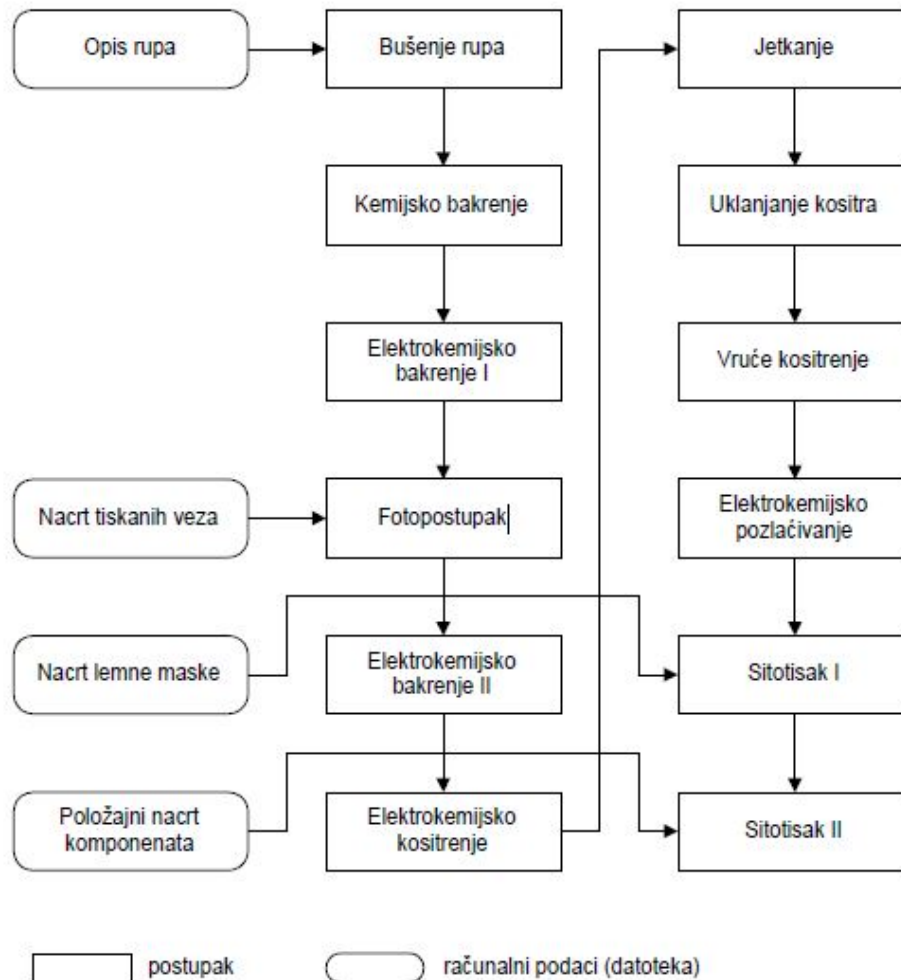 Opis rupa
Bušenje rupa
Jetkanje
Kemijsko bakrenje
Uklanjanje kositra
Elektrokemijsko
bakrenje I
Vruće kositrenje
Nacrt tiskanih veza
Fotopostupak
Elektrokemijsko
pozlaćivanje
Nacrt lemne maske
Elektrokemijsko
bakrenje II
Sitotisak I
Položajni nacrt
komponenata
Elektrokemijsko
kositrenje
Sitotisak II
postupak
računalni podaci (datoteka)